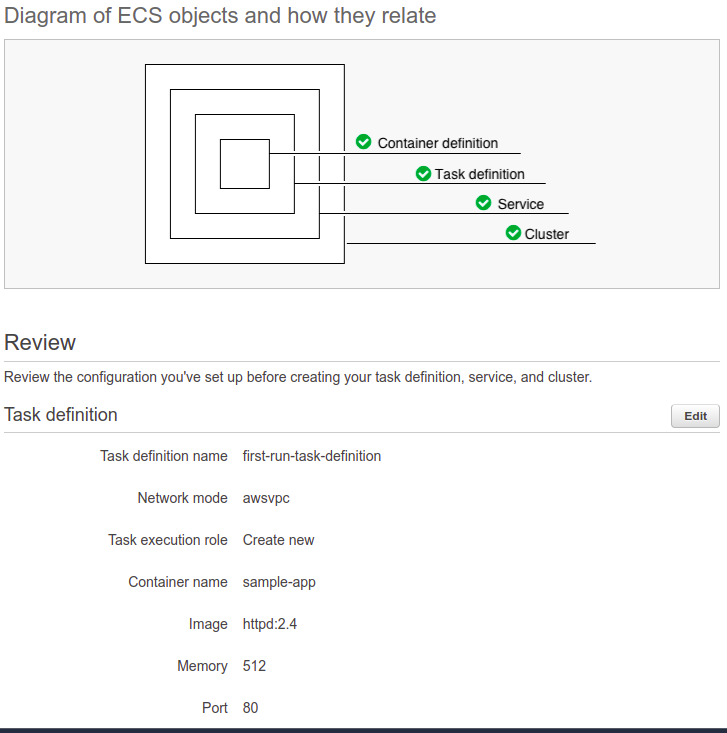 Diagram of ECS objects and how they relate
Container definition
Task definition
Service
Cluster
Review
Review the configuration you've set up before creating your task definition, service, and cluster.
Task definition Edit
Task definition name first-run-task-definition
Network mode awsvpc
Task execution role Create new
Container name sample-app
Image httpd:2.4
Memory 512
Port 80